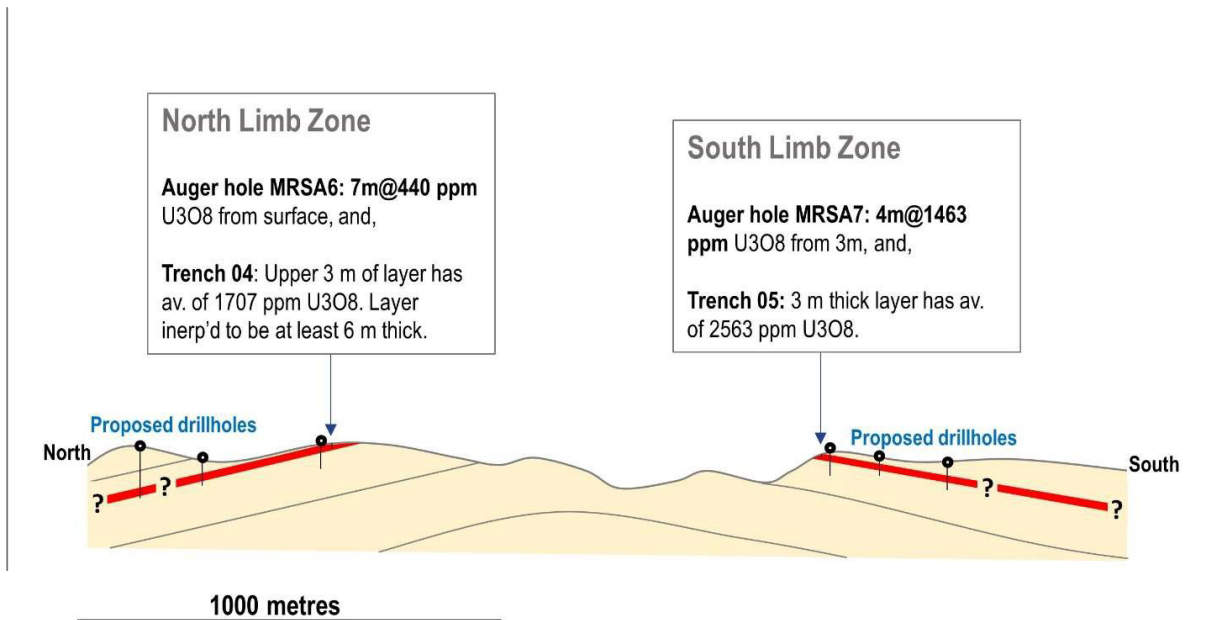 North Limb Zone
Auger hole MRSA6: 7m@440 ppm
U3O8 from surface, and,
Trench 04: Upper 3 m of layer has
av. of 1707 ppm U3O8. Layer
inerp'd to be at least 6 m thick.
South Limb Zone
Auger hole MRSA7: 4m@1463
ppm U3O8 from 3m, and,
Trench 05: 3 m thick layer has av.
of 2563 ppm U3O8.
Proposed drillholes
North
Proposed drillholes
South
?
?
?
?
1000 metres